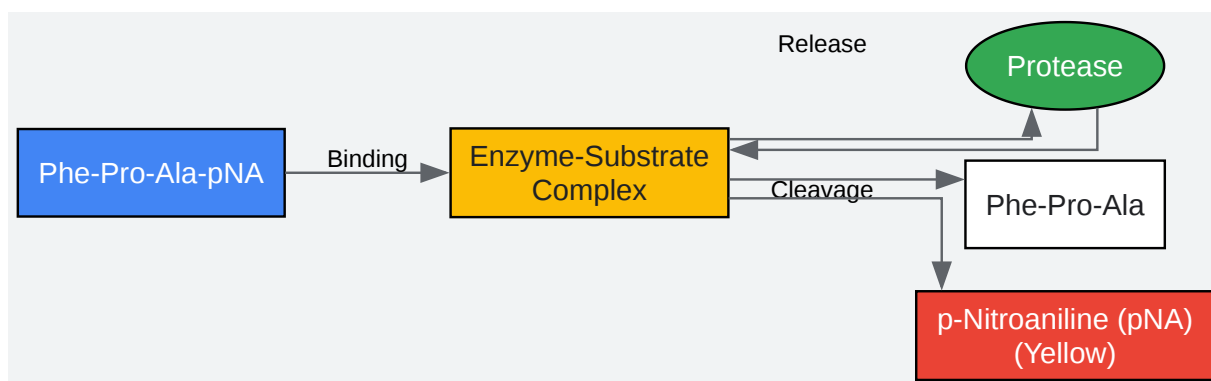 Release
Protease
Phe-Pro-Ala-pNA
Binding
Enzyme-Substrate
Complex
Cleavage
Phe-Pro-Ala
p-Nitroaniline (pNA)
(Yellow)